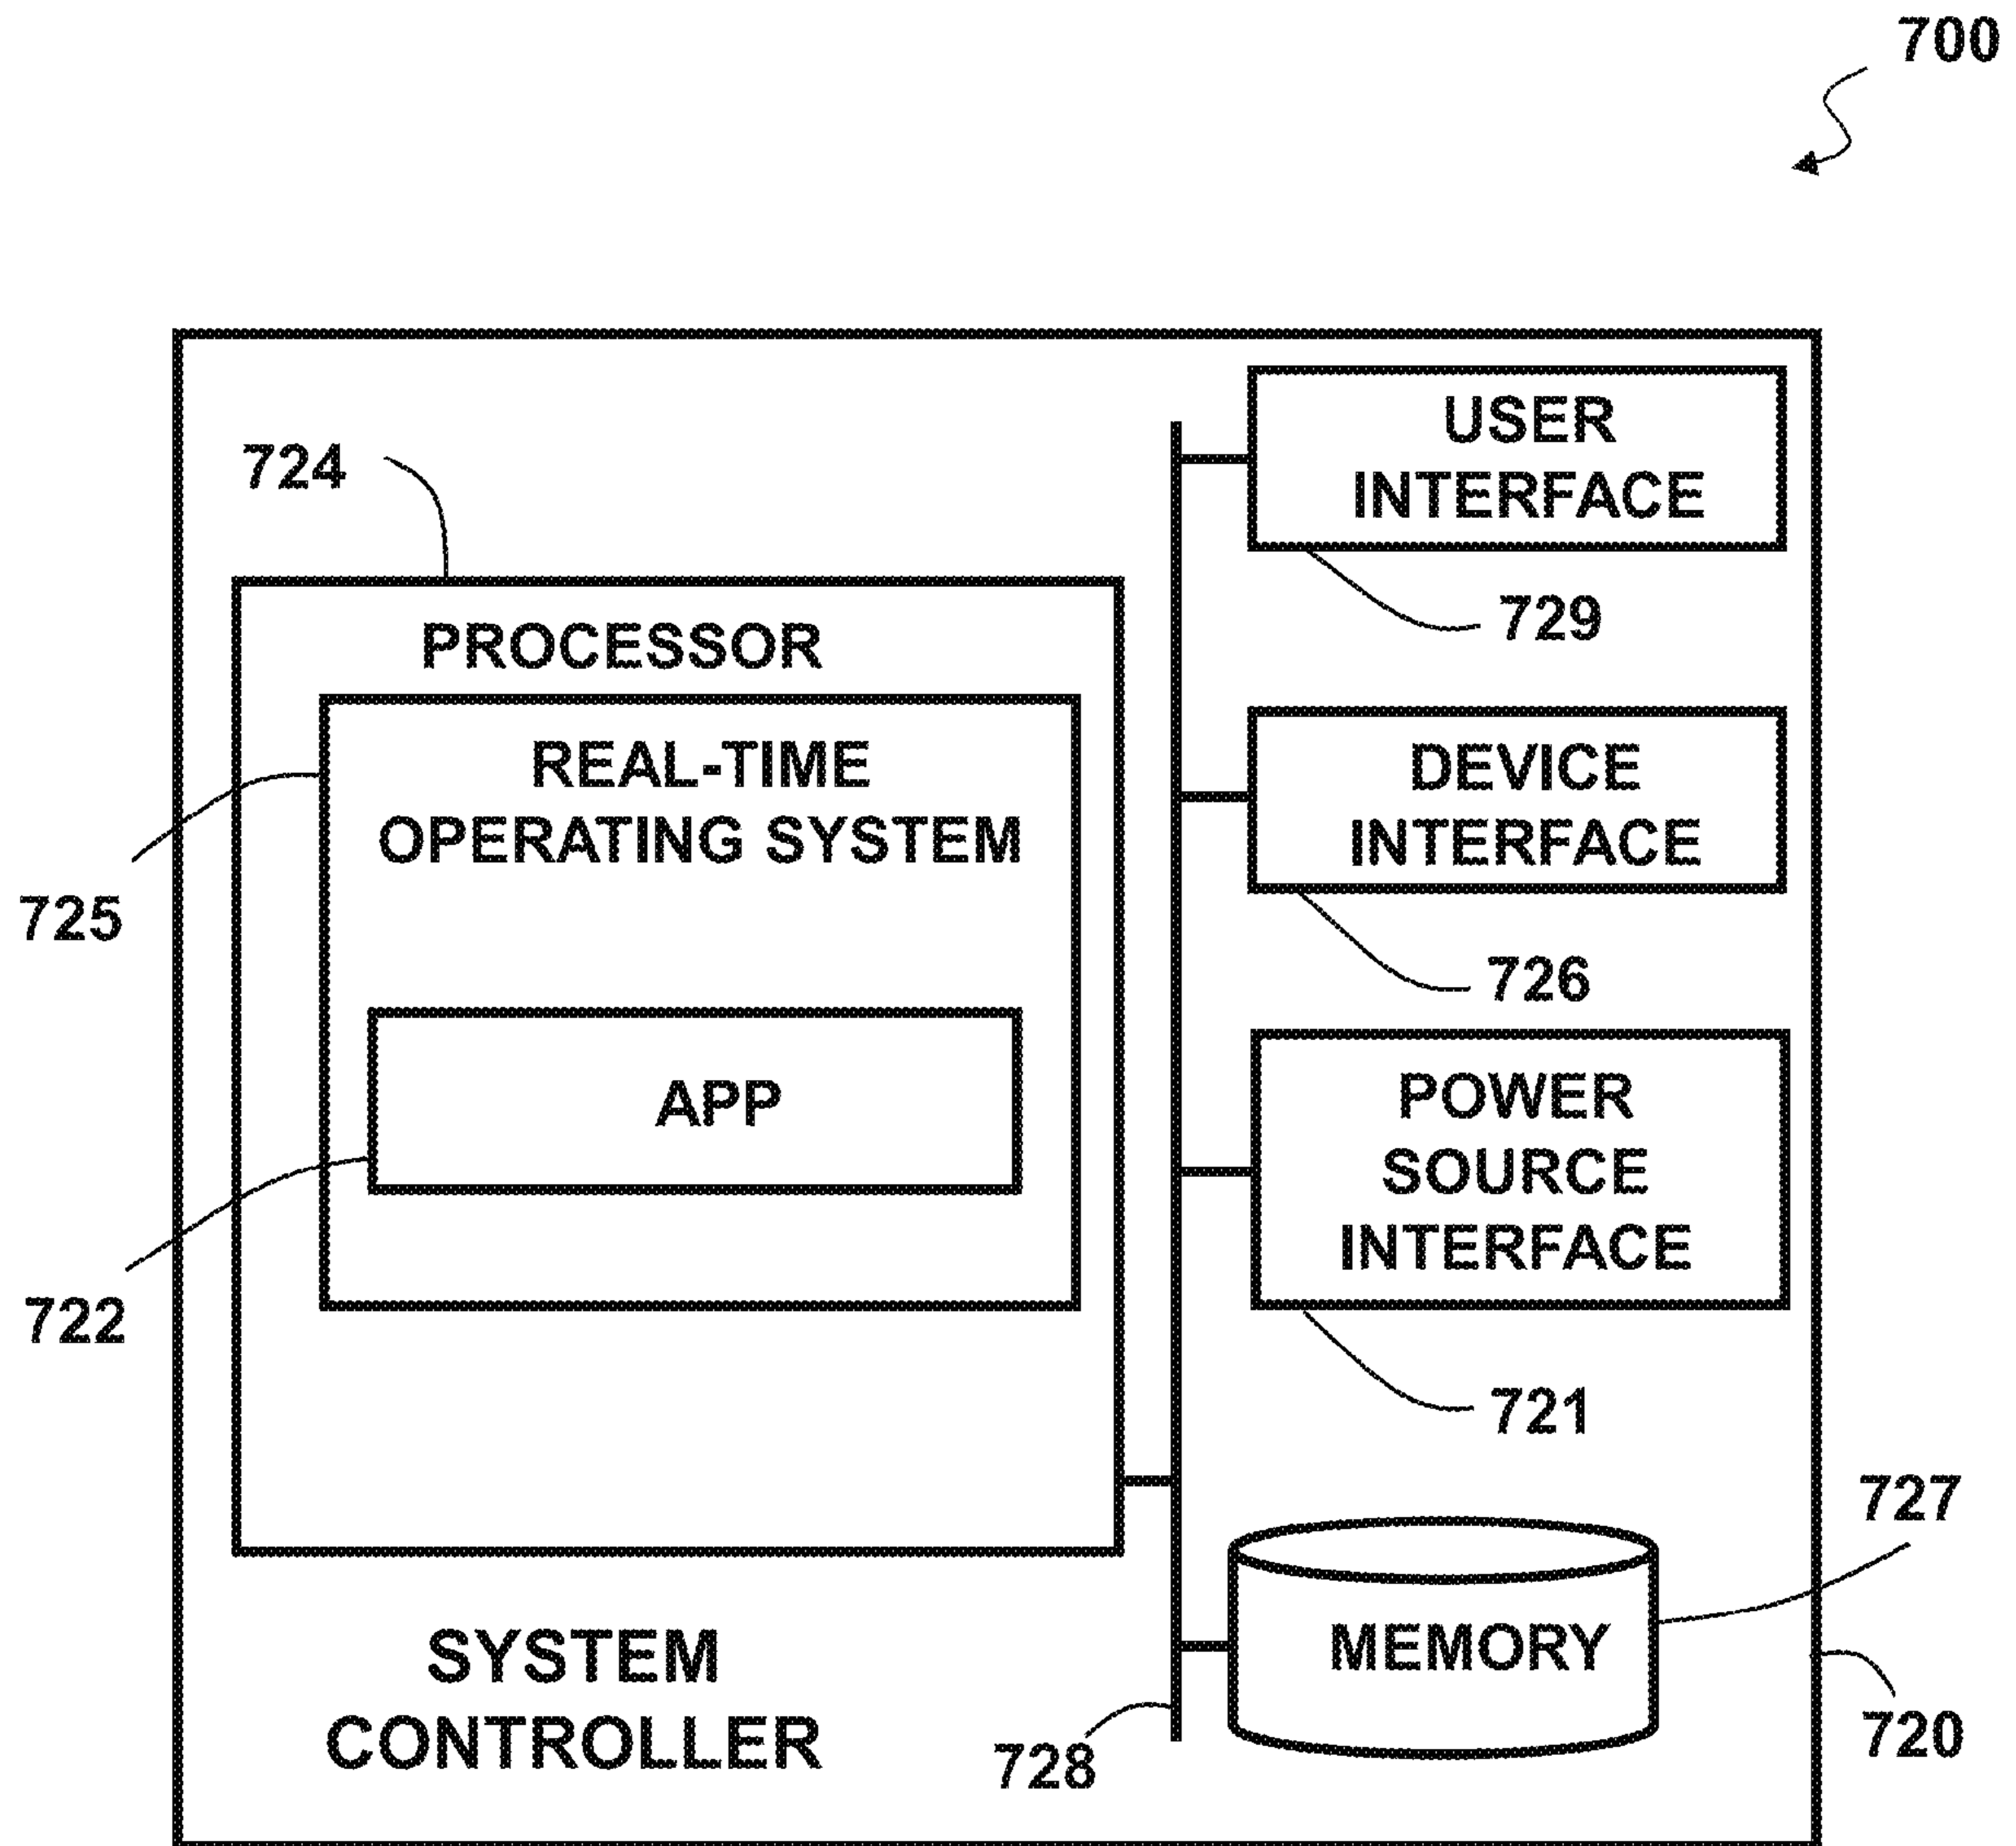 700
724
PROCESSOR
REAL-TIME
OPERATING SYSTEM
725
APP
722
USER
INTERFACE
729
DEVICE
INTERFACE
726
POWER
SOURCE
INTERFACE
721
727
MEMORY
720
728
SYSTEM
CONTROLLER